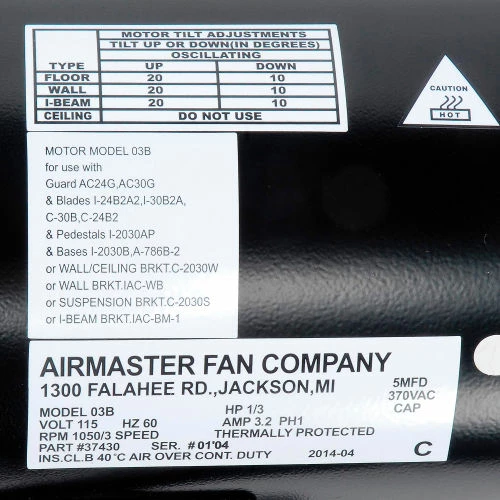 MOTOR TILT ADJUSTMENTS
TILT UP OR DOWN(IN DEGREES)
OSCILLATING
TYPE UP DOWN
FLOOR 20 10
WALL 20 10
I-BEAM 20 10
CEILING DO NOT USE
CAUTION
HOT
MOTOR MODEL 03B
for use with
Guard AC24G,AC30G
& Blades I-24B2A2,I-30B2A,
C-30B,C-24B2
& Pedestals I-2030AP
& Bases I-2030B,A-786B-2
or WALL/CEILING BRKT.C-2030W
or WALL BRKT.IAC-WB
or SUSPENSION BRKT.C-2030S
or I-BEAM BRKT.IAC-BM-1
AIRMASTER FAN COMPANY
1300 FALAHEE RD.,JACKSON,MI
5MFD
370VAC
CAP
MODEL 03B HP 1/3
VOLT 115 HZ 60 AMP 3.2 PH1
RPM 1050/3 SPEED THERMALLY PROTECTED
PART #37430 SER. # 01'04
INS.CL.B 40°C AIR OVER CONT. DUTY 2014-04 C